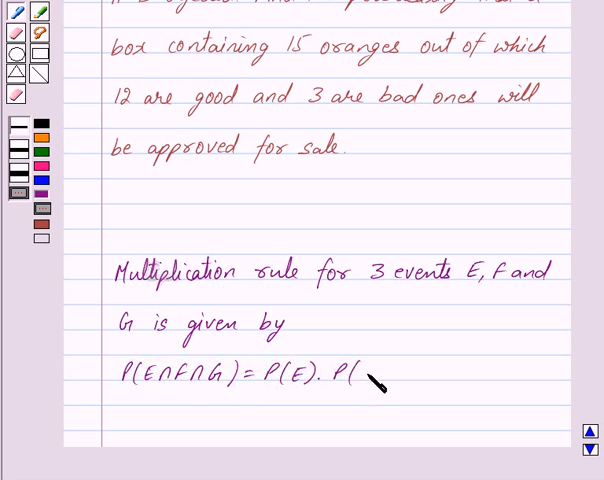 box containing 15 oranges out of which
12 are good and 3 are bad ones will
be approved for sale.
Multiplication rule for 3 events E, F and
G is given by
P(E∩F∩G) = P(E). P(